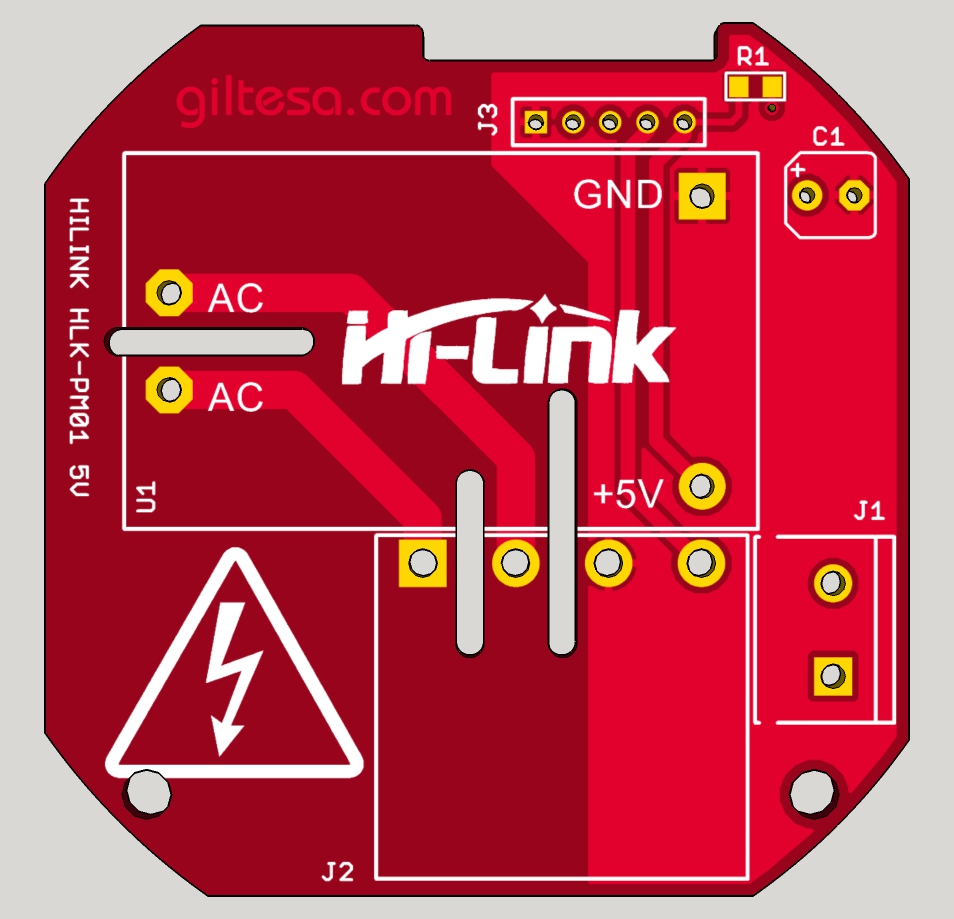 R1
giltesa.com
J3
C1
+
GND
HILINK HLK-PM01 5V
AC
Hi-Link
AC
U1
+5V
J1
J2